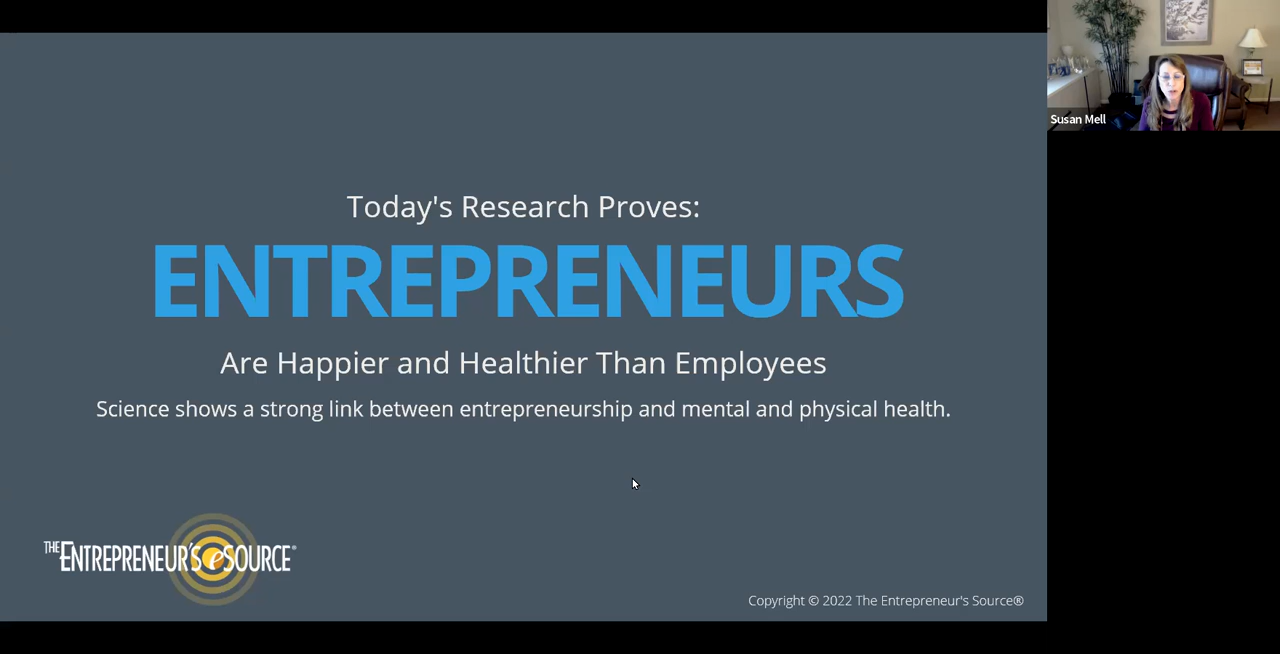 Today's Research Proves:
ENTREPRENEURS
Are Happier and Healthier Than Employees
Science shows a strong link between entrepreneurship and mental and physical health.
THE ENTREPRENEUR'S eSOURCE®
Copyright © 2022 The Entrepreneur's Source®
Susan Mell